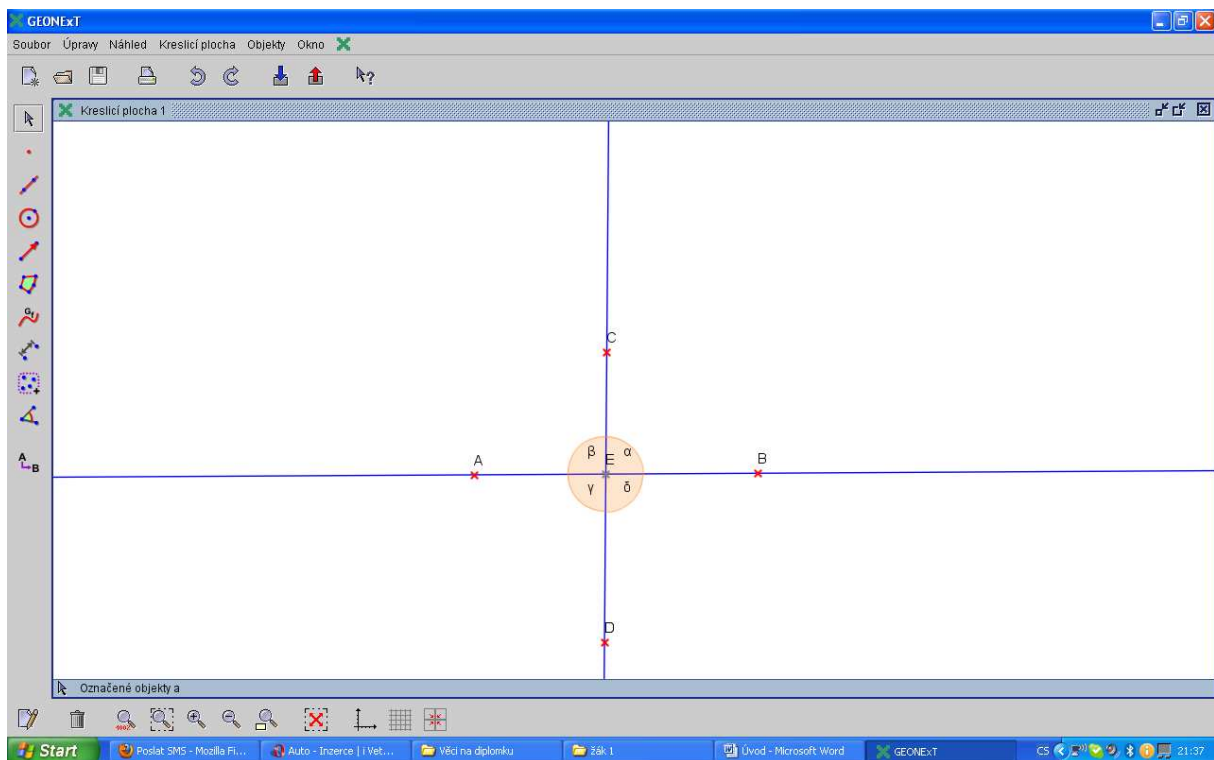 GEONExT
Soubor Úpravy Náhled Kreslicí plocha Objekty Okno
Kreslicí plocha 1
C
β E α
A B
γ δ
D
A B
Označené objekty a
Start Poslat SMS - Mozilla Fi... Auto - Inzerce | i Vet... Věci na diplomku žák 1 Úvod - Microsoft Word GEONExT CS 21:37